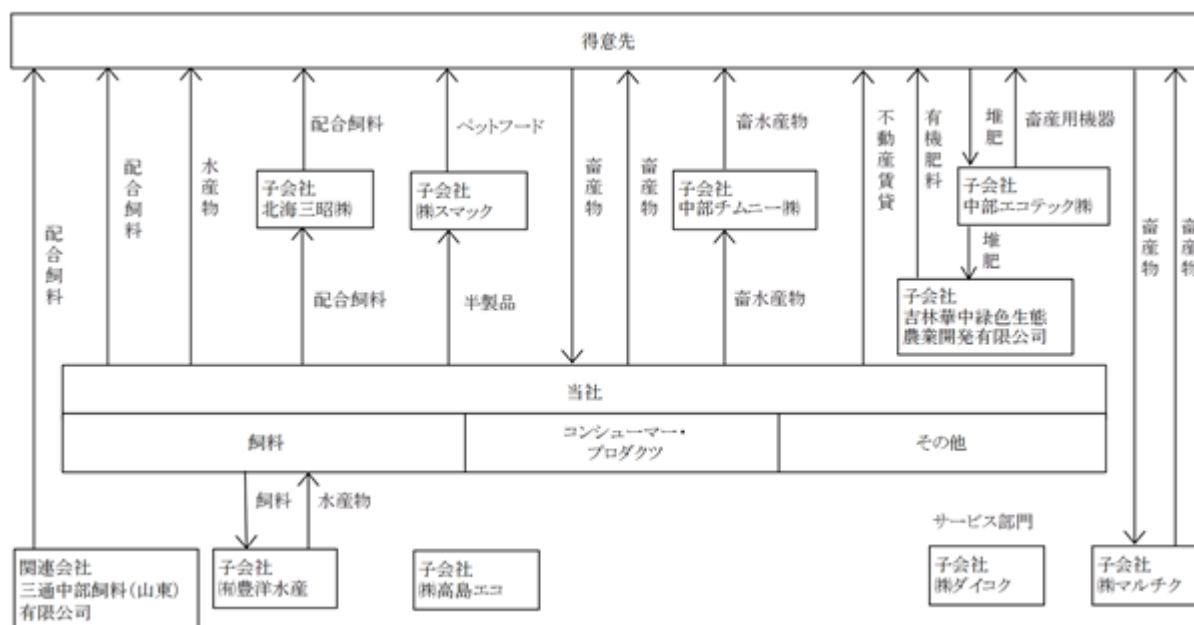 得意先
配合飼料
配合飼料
水産物
配合飼料
ペットフード
畜産物
畜産物
畜水産物
不動産賃貸
有機肥料
堆肥
畜産用機器
畜産物
畜産物
子会社
北海三昭㈱
子会社
㈱スマック
子会社
中部チムニー㈱
子会社
中部エコテック㈱
配合飼料
半製品
畜水産物
堆肥
子会社
吉林華中緑色生態
農業開発有限公司
当社
飼料
コンシューマー・
プロダクツ
その他
飼料
水産物
サービス部門
関連会社
三通中部飼料(山東)
有限公司
子会社
㈲豊洋水産
子会社
㈱高島エコ
子会社
㈱ダイコク
子会社
㈱マルチク